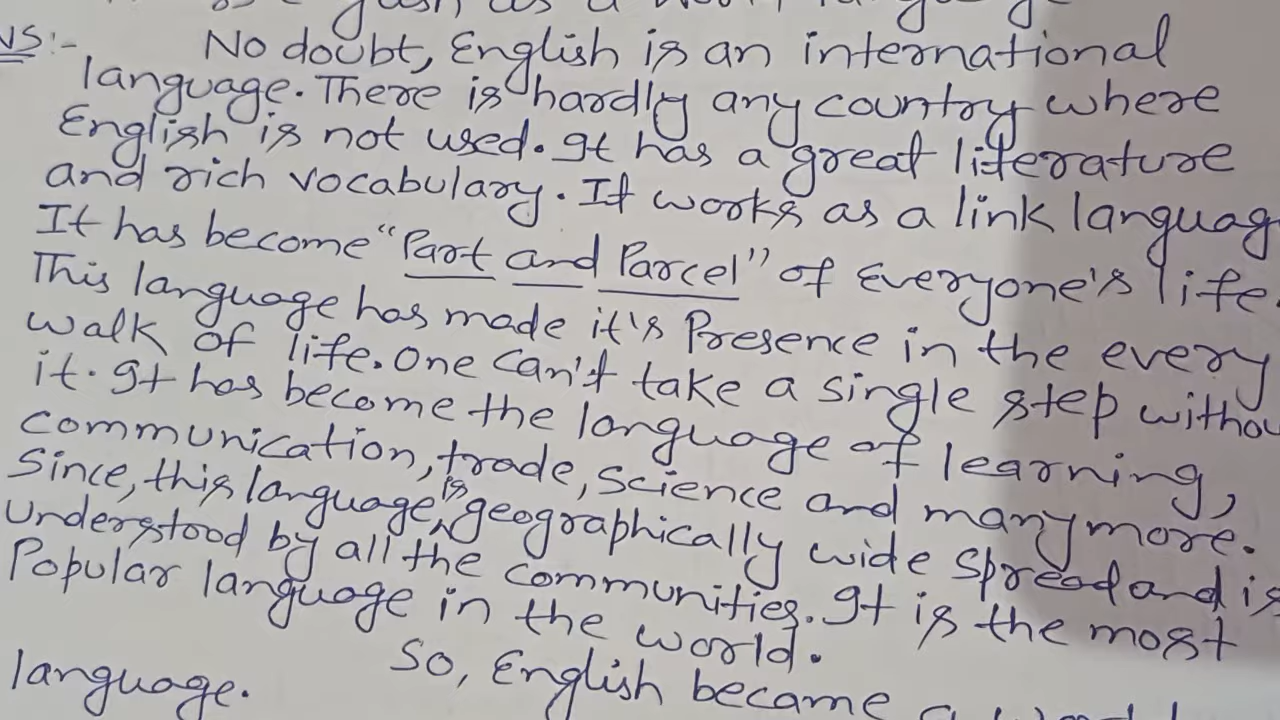 NS:- No doubt, English is an international
language. There is hardly any country where
English is not used. It has a great literature
and rich vocabulary. It works as a link languag
It has become "Part and Parcel" of Everyone's life.
This language has made it's Presence in the every
walk of life. One can't take a single step withou
it. It has become the language of learning,
communication, trade, science and many more.
Since, this language is geographically wide spread and is
understood by all the communities. It is the most
Popular language in the world.
So, English became a
language.